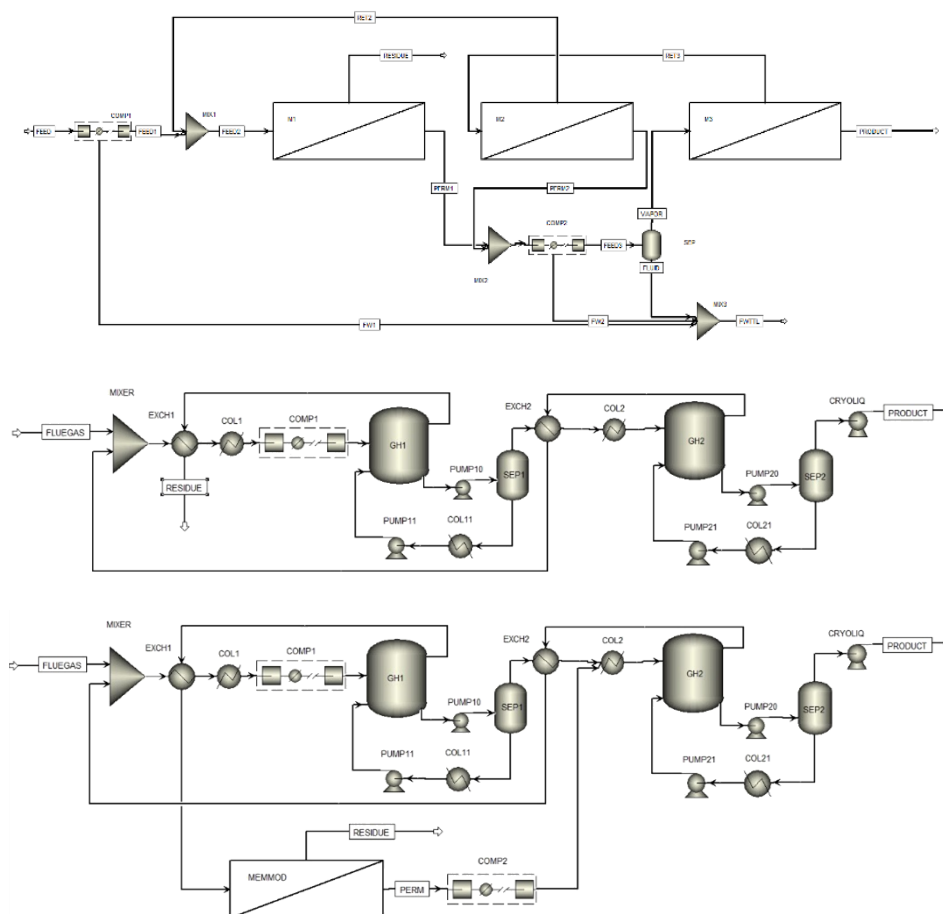 RET2
RESIDUE
RET3
COMP1
MIX1
M1
M2
M3
FEED
FEED1
FEED2
PRODUCT
PERM1
PERM2
VAPOR
COMP2
FEED3
SEP
MIX2
FLUID
MIX3
FW1
FW2
FWTTL
MIXER
EXCH1
COL1
COMP1
EXCH2
COL2
CRYOLIQ
PRODUCT
FLUEGAS
GH1
GH2
PUMP10
SEP1
PUMP20
SEP2
RESIDUE
PUMP11
COL11
PUMP21
COL21
MIXER
EXCH1
COL1
COMP1
EXCH2
COL2
CRYOLIQ
PRODUCT
FLUEGAS
GH1
GH2
PUMP10
SEP1
PUMP20
SEP2
PUMP11
COL11
PUMP21
COL21
RESIDUE
MEMMOD
PERM
COMP2